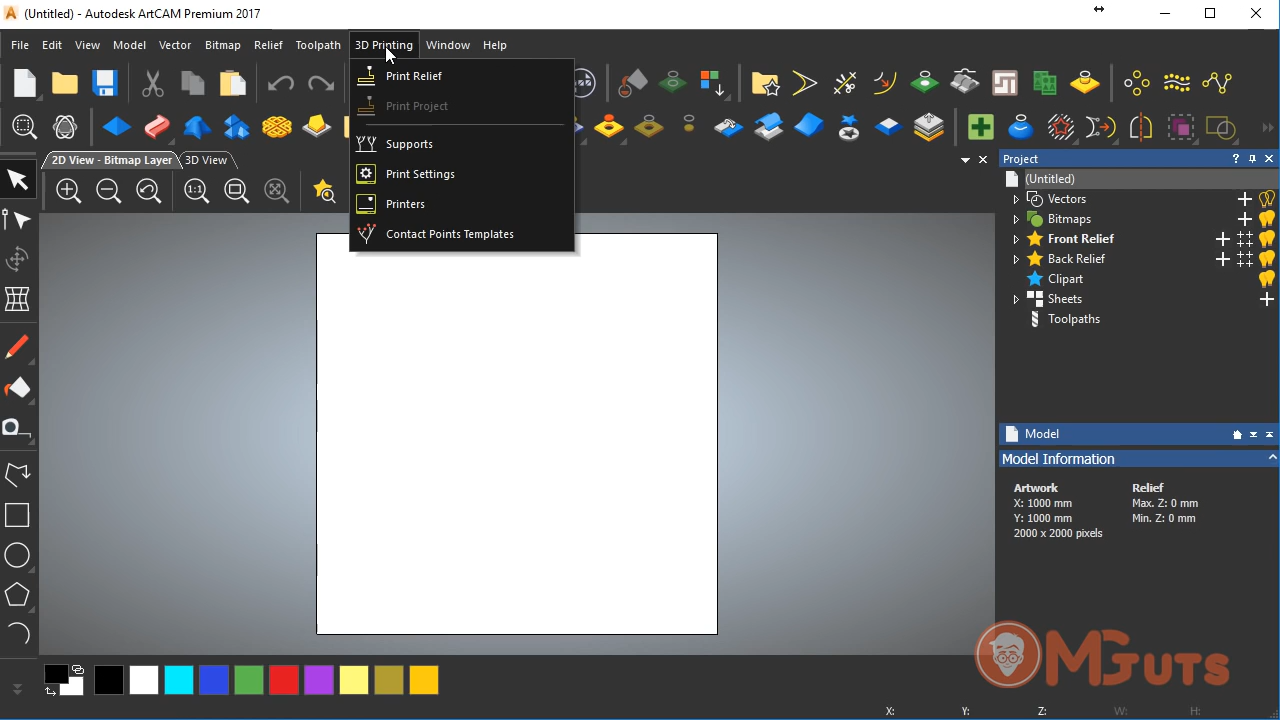 (Untitled) - Autodesk ArtCAM Premium 2017
File Edit View Model Vector Bitmap Relief Toolpath 3D Printing Window Help
Print Relief
Print Project
Supports
Print Settings
Printers
Contact Points Templates
2D View - Bitmap Layer 3D View
1:1
Project
(Untitled)
Vectors
Bitmaps
Front Relief
Back Relief
Clipart
Sheets
Toolpaths
Model
Model Information
Artwork Relief
X: 1000 mm Max. Z: 0 mm
Y: 1000 mm Min. Z: 0 mm
2000 x 2000 pixels
MGUTS
X: Y: Z: W: H: